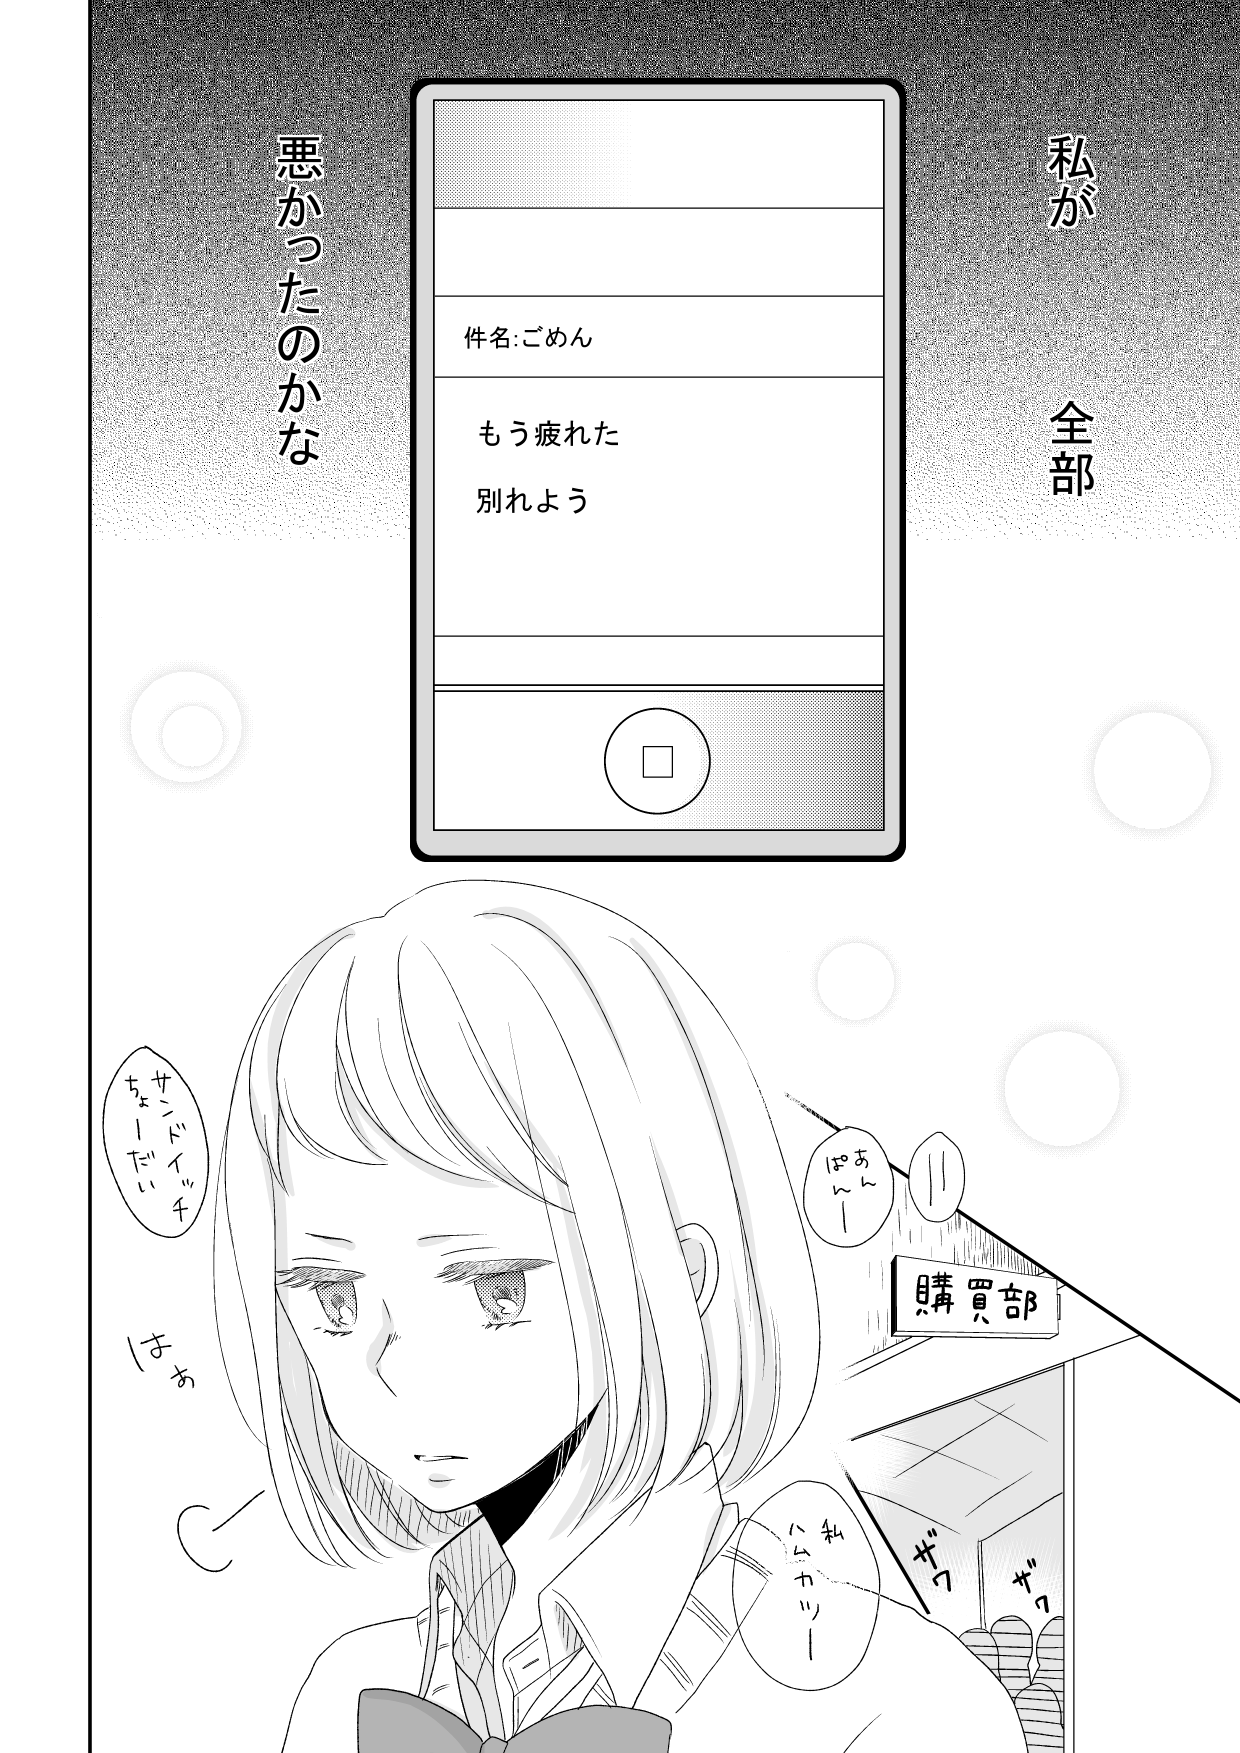 私が
全部
悪かったのかな
件名:ごめん
もう疲れた
別れよう
あん
ぱんー
購買部
サンドイッチ
ちょーだい
はぁ
私
ハムカツー
ザワ
ザワ